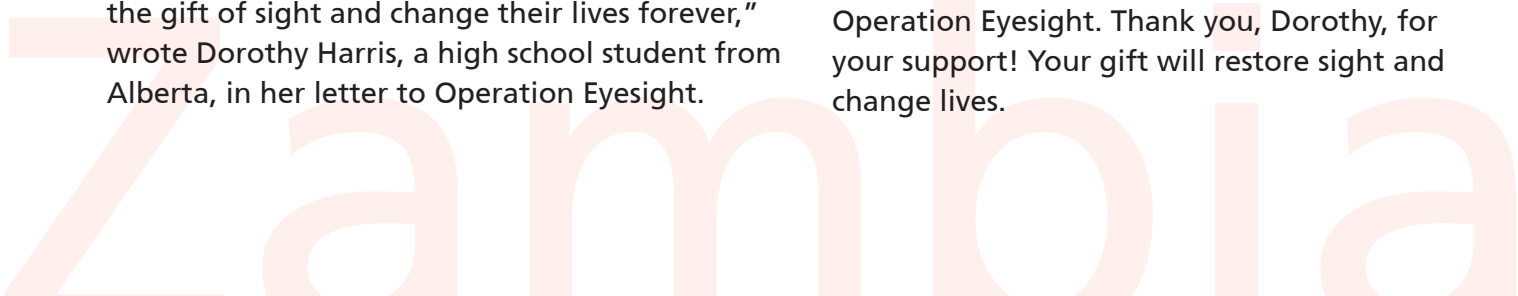 the gift of sight and change their lives forever,”
wrote Dorothy Harris, a high school student from
Alberta, in her letter to Operation Eyesight.
Operation Eyesight. Thank you, Dorothy, for
your support! Your gift will restore sight and
change lives.
Zambia